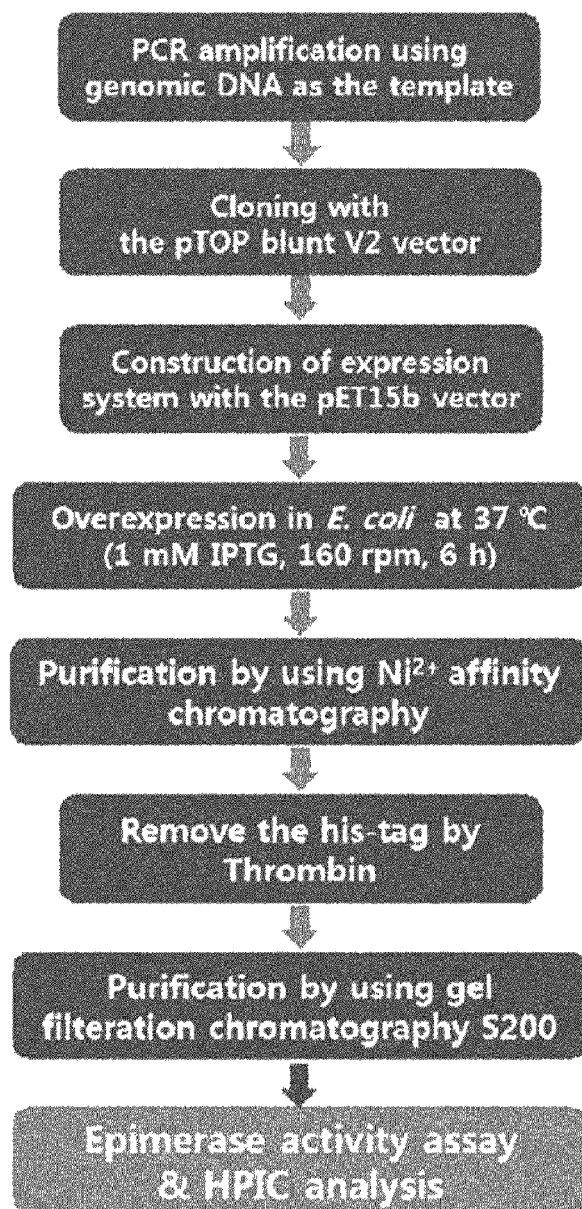 PCR amplification using
genomic DNA as the template
Cloning with
the pTOP blunt V2 vector
Construction of expression
system with the pET15b vector
Overexpression in E. coli at 37 ℃
(1 mM IPTG, 160 rpm, 6 h)
Purification by using Ni²⁺ affinity
chromatography
Remove the his-tag by
Thrombin
Purification by using gel
filteration chromatography S200
Epimerase activity assay
& HPIC analysis